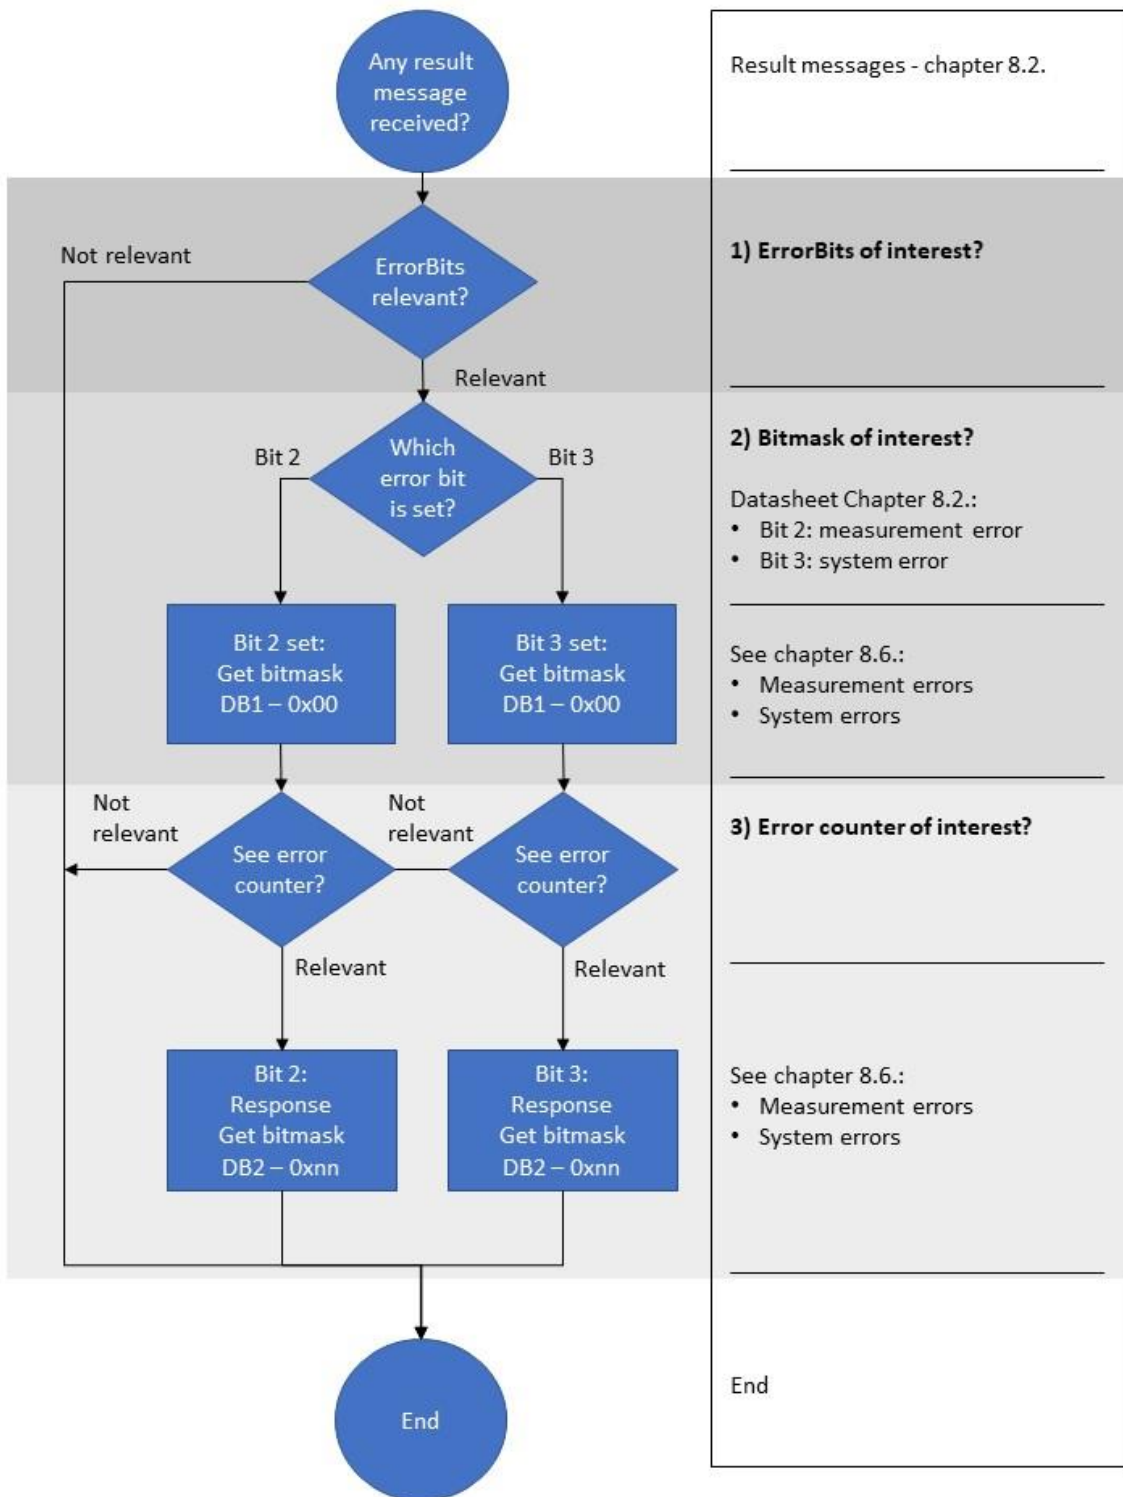 Any result
message
received?
Result messages - chapter 8.2.
Not relevant
ErrorBits
relevant?
1) ErrorBits of interest?
Relevant
2) Bitmask of interest?
Bit 2
Which
error bit
is set?
Bit 3
Datasheet Chapter 8.2.:
• Bit 2: measurement error
• Bit 3: system error
Bit 2 set:
Get bitmask
DB1 – 0x00
Bit 3 set:
Get bitmask
DB1 – 0x00
See chapter 8.6.:
• Measurement errors
• System errors
Not
relevant
Not
relevant
3) Error counter of interest?
See error
counter?
See error
counter?
Relevant
Relevant
Bit 2:
Response
Get bitmask
DB2 – 0xnn
Bit 3:
Response
Get bitmask
DB2 – 0xnn
See chapter 8.6.:
• Measurement errors
• System errors
End
End